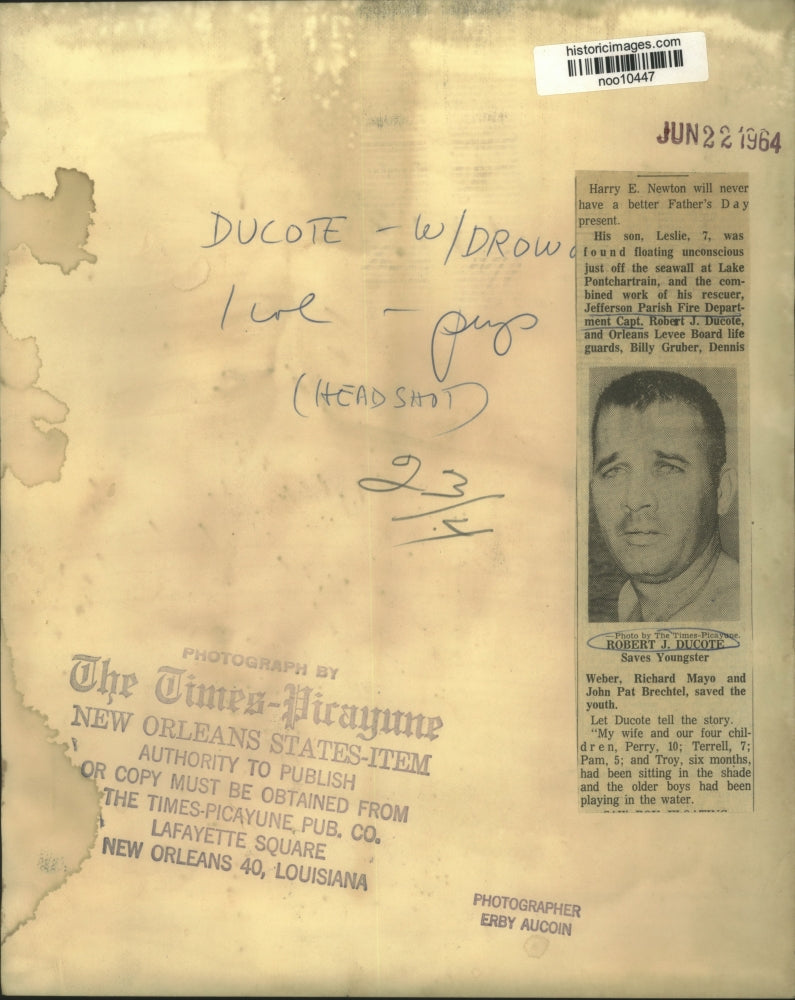 historicimages.com
noo10447
JUN 22 1964
DUCOTE - W/DROW
1 col -
(HEADSHOT)
23
Harry E. Newton will never
have a better Father's Day
present.
His son, Leslie, 7, was
found floating unconscious
just off the seawall at Lake
Pontchartrain, and the com-
bined work of his rescuer,
Jefferson Parish Fire Depart-
ment Capt. Robert J. Ducote,
and Orleans Levee Board life
guards, Billy Gruber, Dennis
—Photo by The Times-Picayune.
ROBERT J. DUCOTE
Saves Youngster
Weber, Richard Mayo and
John Pat Brechtel, saved the
youth.
Let Ducote tell the story.
"My wife and our four chil-
dren, Perry, 10; Terrell, 7;
Pam, 5; and Troy, six months,
had been sitting in the shade
and the older boys had been
playing in the water.
PHOTOGRAPH BY
The Times-Picayune
NEW ORLEANS STATES-ITEM
AUTHORITY TO PUBLISH
OR COPY MUST BE OBTAINED FROM
THE TIMES-PICAYUNE PUB. CO.
LAFAYETTE SQUARE
NEW ORLEANS 40, LOUISIANA
PHOTOGRAPHER
ERBY AUCOIN